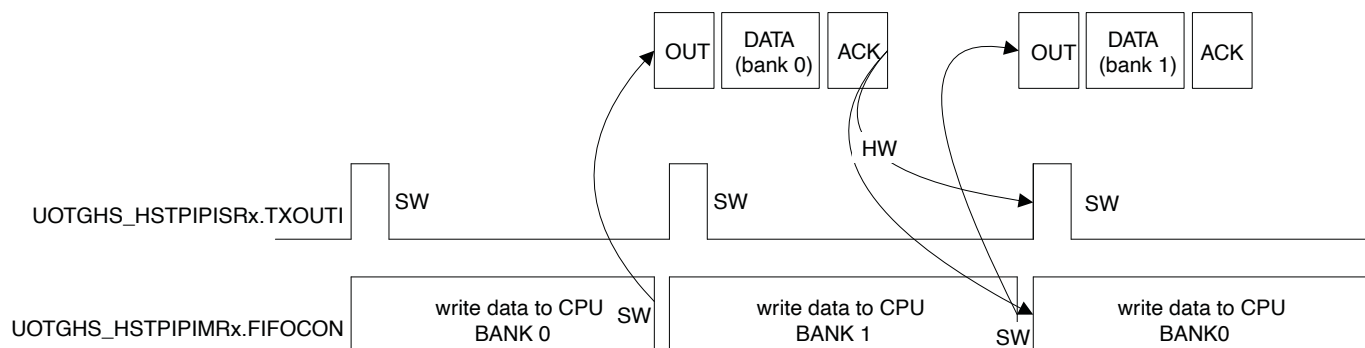 OUT
DATA
(bank 0)
ACK
OUT
DATA
(bank 1)
ACK
HW
SW
SW
SW
UOTGHS_HSTPIPISRx.TXOUTI
write data to CPU
BANK 0
SW
write data to CPU
BANK 1
SW
write data to CPU
BANK0
UOTGHS_HSTPIPIMRx.FIFOCON